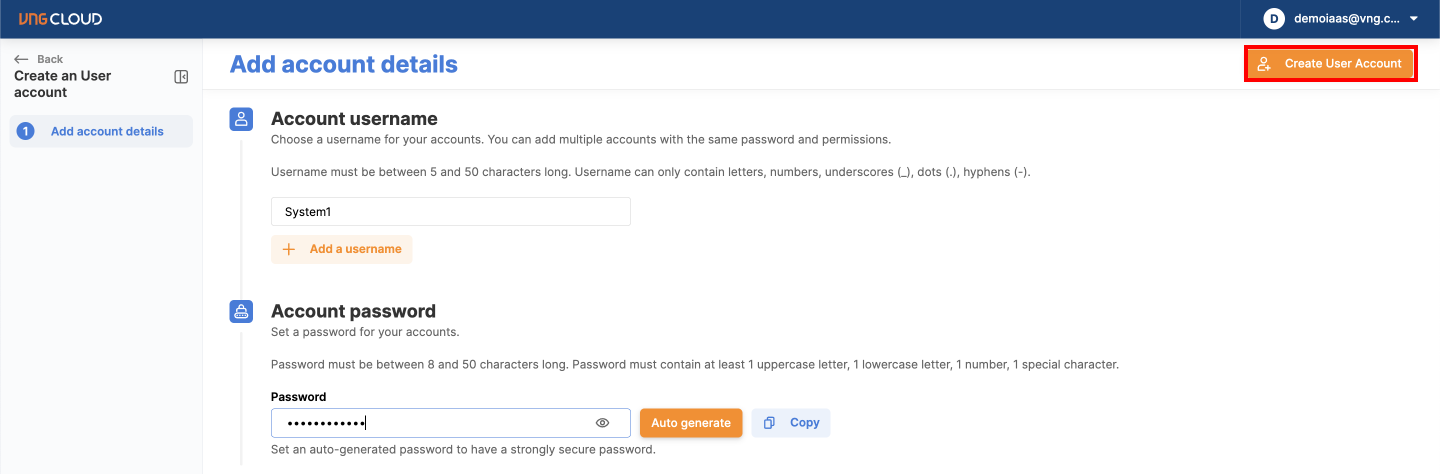 VNG CLOUD
D demoiaas@vng.c...
Back
Create an User
account
1 Add account details
Add account details
Create User Account
Account username
Choose a username for your accounts. You can add multiple accounts with the same password and permissions.
Username must be between 5 and 50 characters long. Username can only contain letters, numbers, underscores (_), dots (.), hyphens (-).
System1
Add a username
Account password
Set a password for your accounts.
Password must be between 8 and 50 characters long. Password must contain at least 1 uppercase letter, 1 lowercase letter, 1 number, 1 special character.
Password
••••••••••••
Auto generate
Copy
Set an auto-generated password to have a strongly secure password.